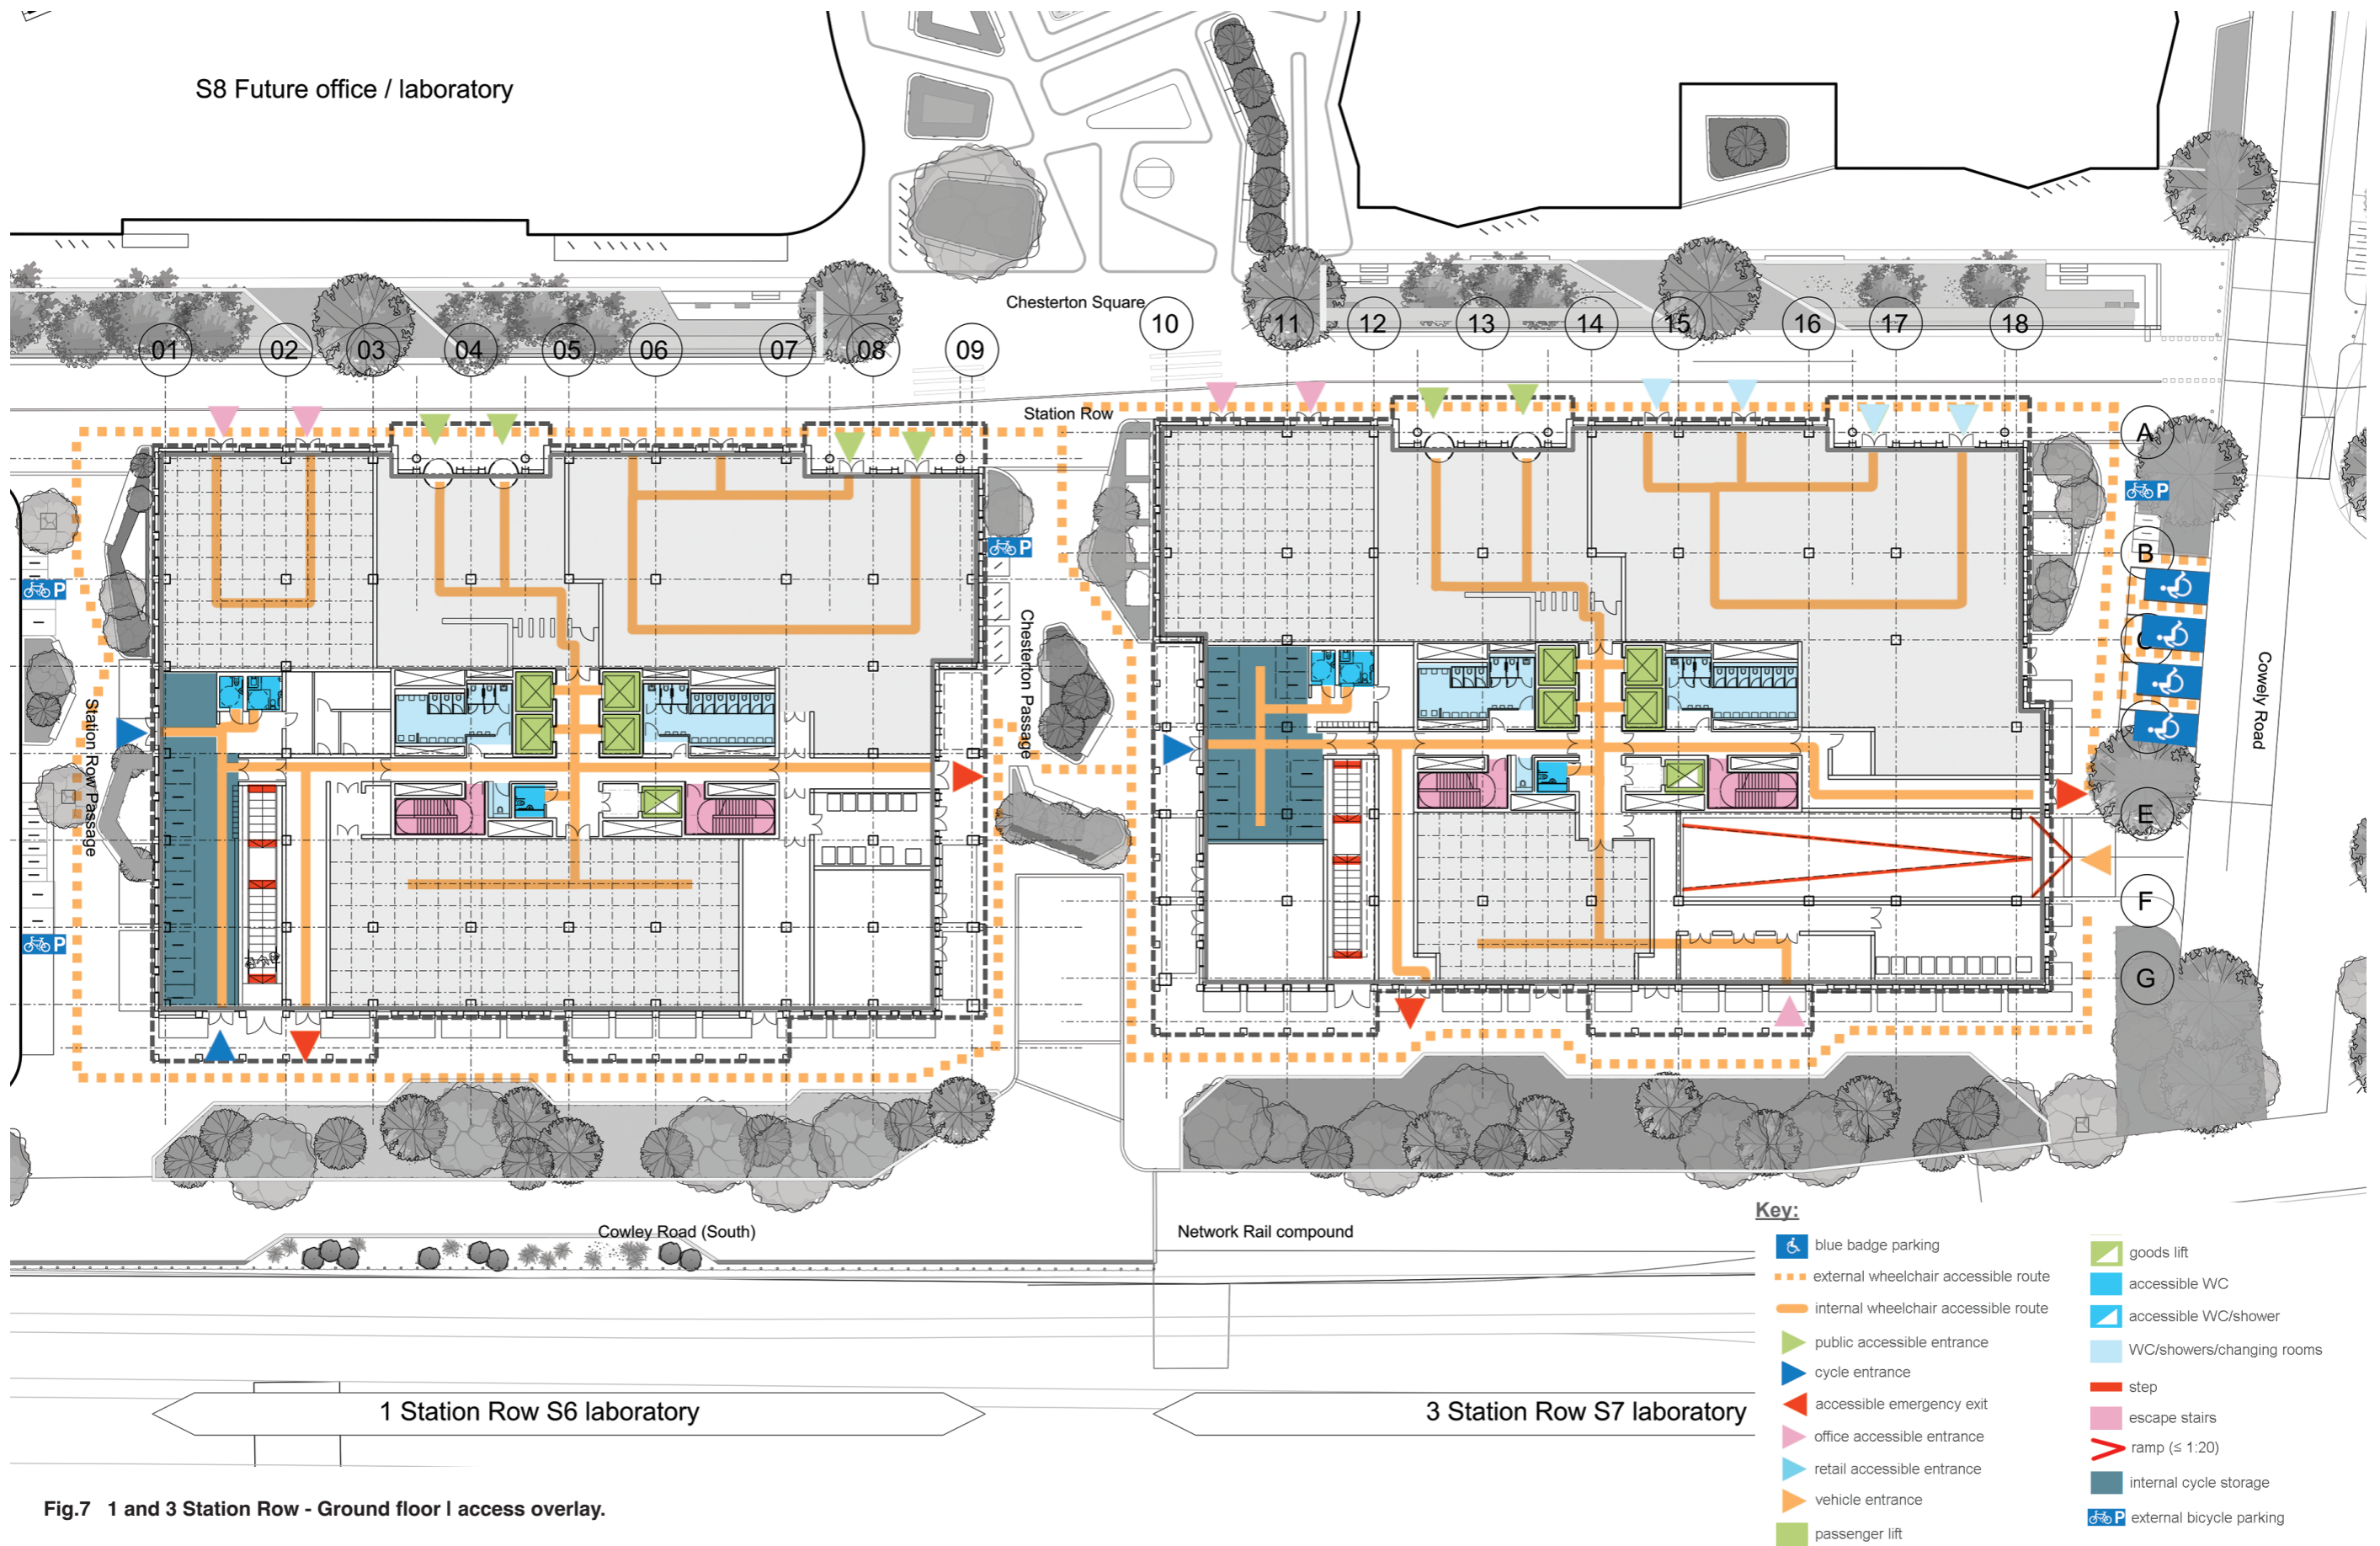 S8 Future office / laboratory
Chesterton Square
01
02
03
04
05
06
07
08
09
10
11
12
13
14
15
16
17
18
Station Row
A
B
C
E
F
G
P
P
P
P
Station Row Passage
Chesterton Passage
Cowely Road
Cowley Road (South)
Network Rail compound
1 Station Row S6 laboratory
3 Station Row S7 laboratory
Key:
blue badge parking
external wheelchair accessible route
internal wheelchair accessible route
public accessible entrance
cycle entrance
accessible emergency exit
office accessible entrance
retail accessible entrance
vehicle entrance
passenger lift
goods lift
accessible WC
accessible WC/shower
WC/showers/changing rooms
step
escape stairs
ramp (≤ 1:20)
internal cycle storage
P external bicycle parking
Fig.7 1 and 3 Station Row - Ground floor I access overlay.